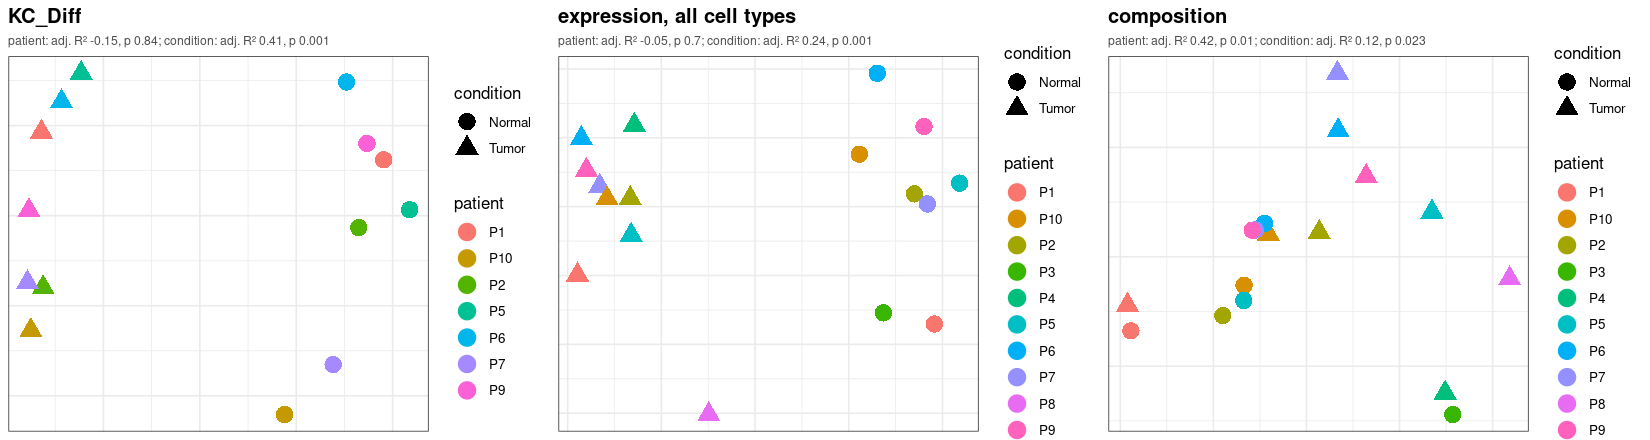 KC_Diff
patient: adj. R² -0.15, p 0.84; condition: adj. R² 0.41, p 0.001
condition
Normal
Tumor
patient
P1
P10
P2
P5
P6
P7
P9
expression, all cell types
patient: adj. R² -0.05, p 0.7; condition: adj. R² 0.24, p 0.001
condition
Normal
Tumor
patient
P1
P10
P2
P3
P4
P5
P6
P7
P8
P9
composition
patient: adj. R² 0.42, p 0.01; condition: adj. R² 0.12, p 0.023
condition
Normal
Tumor
patient
P1
P10
P2
P3
P4
P5
P6
P7
P8
P9